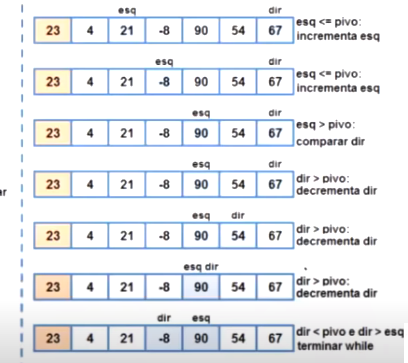 esq dir
23 4 21 -8 90 54 67 esq <= pivo:
incrementa esq
esq dir
23 4 21 -8 90 54 67 esq <= pivo:
incrementa esq
esq dir
23 4 21 -8 90 54 67 esq > pivo:
comparar dir
esq dir
ar 23 4 21 -8 90 54 67 dir > pivo:
decrementa dir
esq dir
23 4 21 -8 90 54 67 dir > pivo:
decrementa dir
esq dir
23 4 21 -8 90 54 67 dir > pivo:
decrementa dir
dir esq
23 4 21 -8 90 54 67 dir < pivo e dir > esq
terminar while